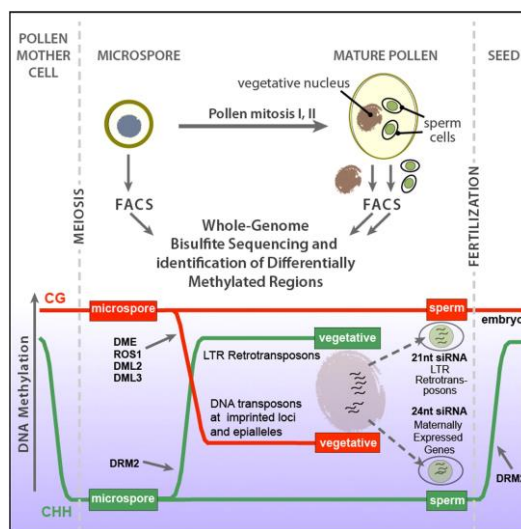 POLLEN
MOTHER
CELL
MICROSPORE
MATURE POLLEN
SEED
vegetative nucleus
Pollen mitosis I, II
sperm
cells
FACS
FACS
MEIOSIS
FERTILIZATION
Whole-Genome
Bisulfite Sequencing and
identification of Differentially
Methylated Regions
DNA Methylation
CG
microspore
sperm
embryo
DME
ROS1
DML2
DML3
LTR Retrotransposons
vegetative
21nt siRNA
LTR
Retrotrans-
posons
DNA transposons
at imprinted loci
and epialleles
vegetative
24nt siRNA
Maternally
Expressed
Genes
DRM2
DRM2
CHH
microspore
sperm